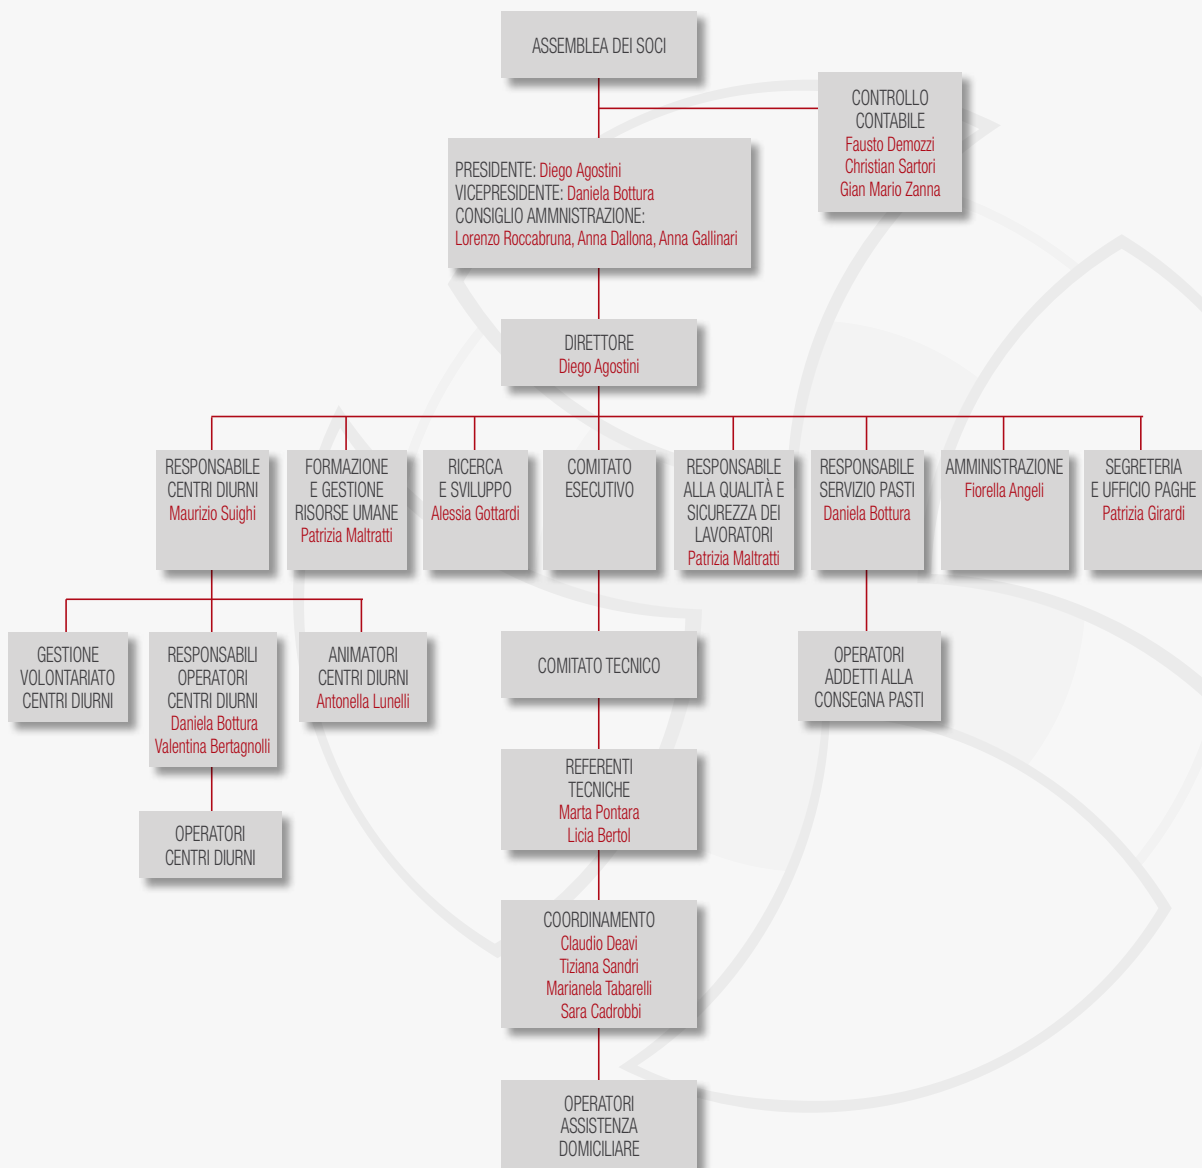 ASSEMBLEA DEI SOCI
CONTROLLO
CONTABILE
Fausto Demozzi
Christian Sartori
Gian Mario Zanna
PRESIDENTE: Diego Agostini
VICEPRESIDENTE: Daniela Bottura
CONSIGLIO AMMNISTRAZIONE:
Lorenzo Roccabruna, Anna Dallona, Anna Gallinari
DIRETTORE
Diego Agostini
RESPONSABILE
CENTRI DIURNI
Maurizio Suighi
FORMAZIONE
E GESTIONE
RISORSE UMANE
Patrizia Maltratti
RICERCA
E SVILUPPO
Alessia Gottardi
COMITATO
ESECUTIVO
RESPONSABILE
ALLA QUALITÀ E
SICUREZZA DEI
LAVORATORI
Patrizia Maltratti
RESPONSABILE
SERVIZIO PASTI
Daniela Bottura
AMMINISTRAZIONE
Fiorella Angeli
SEGRETERIA
E UFFICIO PAGHE
Patrizia Girardi
GESTIONE
VOLONTARIATO
CENTRI DIURNI
RESPONSABILI
OPERATORI
CENTRI DIURNI
Daniela Bottura
Valentina Bertagnolli
ANIMATORI
CENTRI DIURNI
Antonella Lunelli
COMITATO TECNICO
OPERATORI
ADDETTI ALLA
CONSEGNA PASTI
REFERENTI
TECNICHE
Marta Pontara
Licia Bertol
OPERATORI
CENTRI DIURNI
COORDINAMENTO
Claudio Deavi
Tiziana Sandri
Marianela Tabarelli
Sara Cadrobbi
OPERATORI
ASSISTENZA
DOMICILIARE